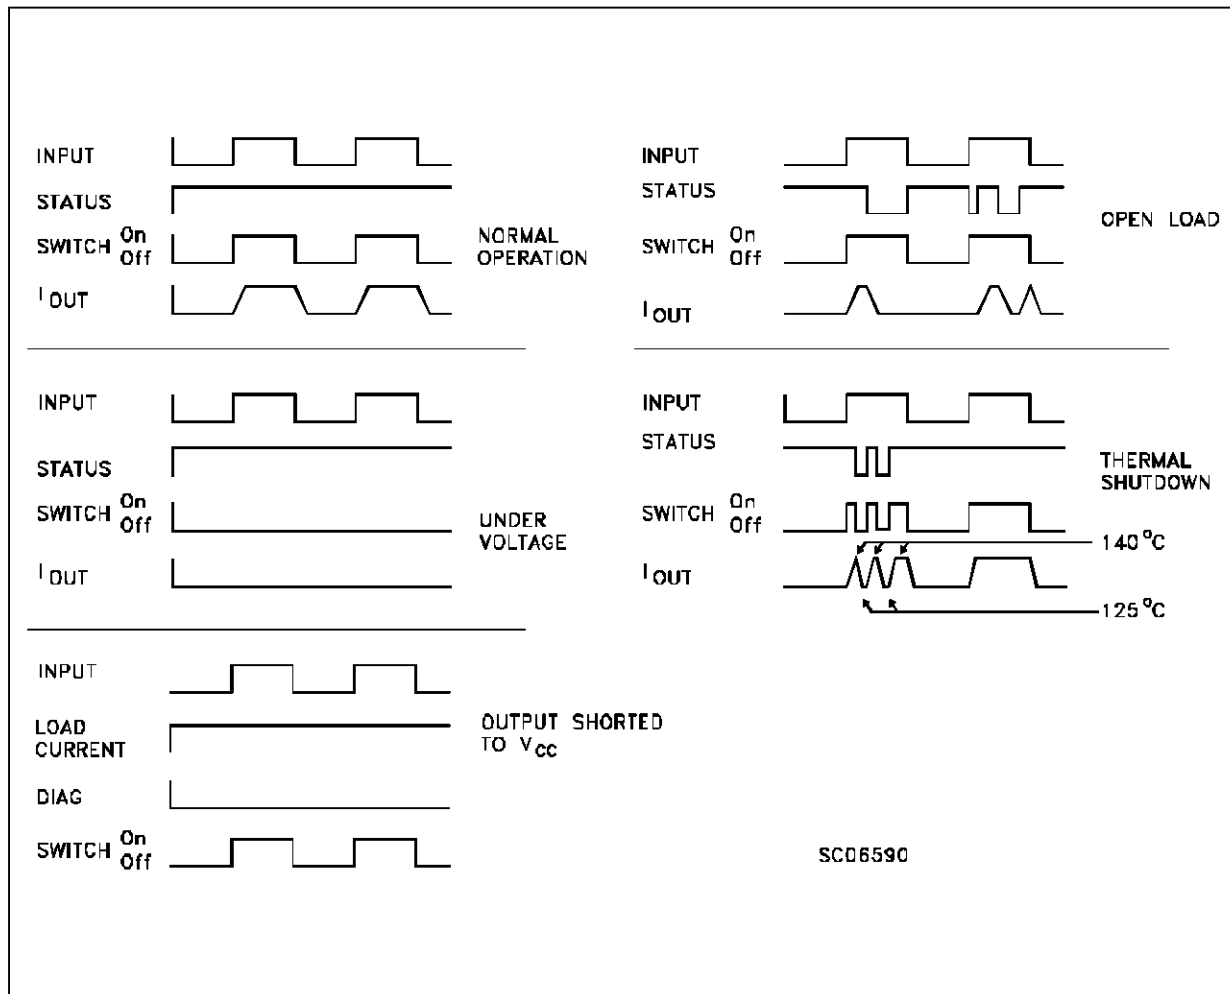 INPUT
STATUS
SWITCH On Off
I OUT
NORMAL
OPERATION
INPUT
STATUS
SWITCH On Off
I OUT
OPEN LOAD
INPUT
STATUS
SWITCH On Off
I OUT
UNDER
VOLTAGE
INPUT
STATUS
SWITCH On Off
I OUT
THERMAL
SHUTDOWN
140 °C
125 °C
INPUT
LOAD
CURRENT
DIAG
SWITCH On Off
OUTPUT SHORTED
TO VCC
SC06590